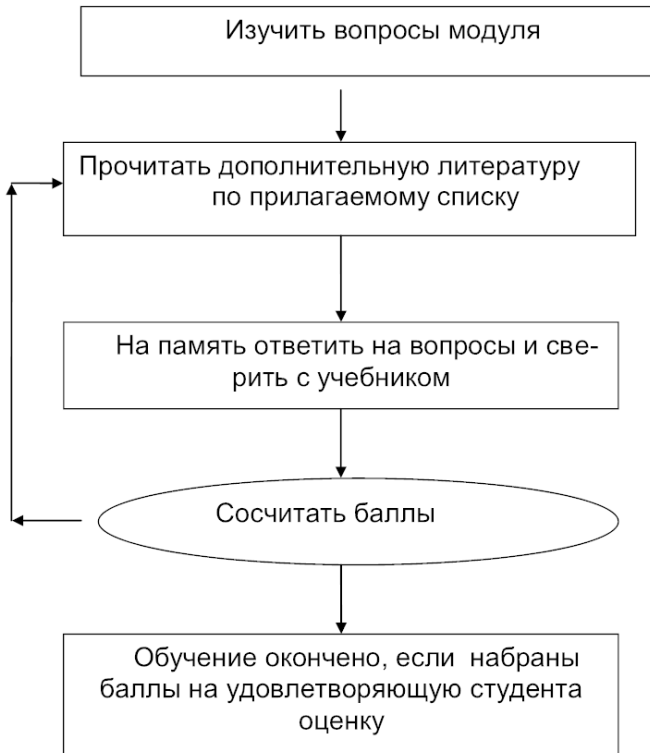 Изучить вопросы модуля
Прочитать дополнительную литературу
по прилагаемому списку
На память ответить на вопросы и све-
рить с учебником
Сосчитать баллы
Обучение окончено, если набраны
баллы на удовлетворяющую студента
оценку